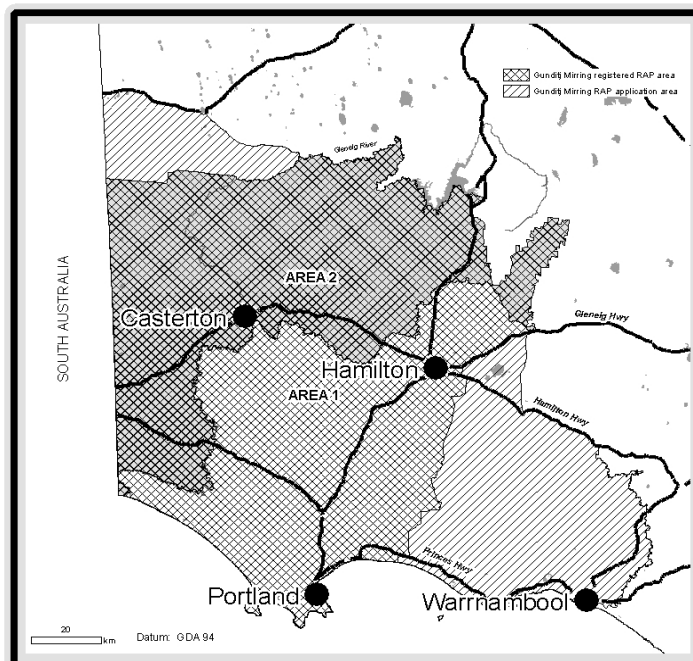 Gunditj Mirring registered RAP area
Gunditj Mirring RAP application area
Glenelg River
SOUTH AUSTRALIA
AREA 2
Casterton
Glenelg Hwy
Hamilton
AREA 1
Hamilton Hwy
Princes Hwy
Portland
Warrnambool
20
km
Datum: GDA 94